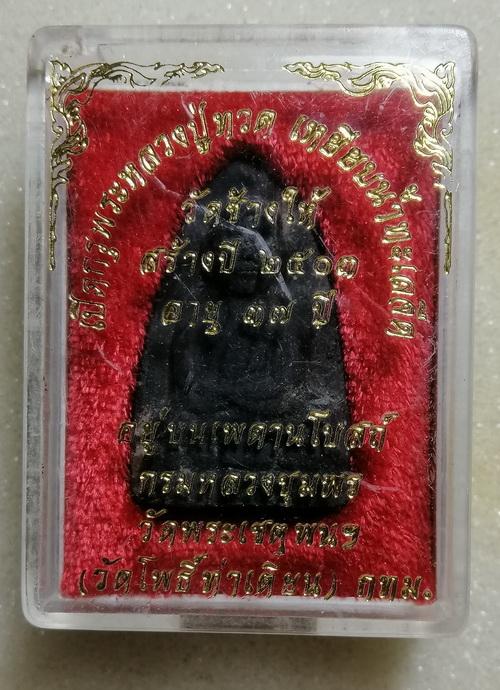 เปิดกรุพระหลวงปู่ทวด เหยียบน้ำทะเลจืด
วัดช้างให้
สร้างปี ๒๕๐๓
อายุ ๓๗ ปี
อยู่บนเพดานโบสถ์
กรมหลวงชุมพร
วัดพระเชตุพนฯ
(วัดโพธิ์ท่าเตียน) กทม.